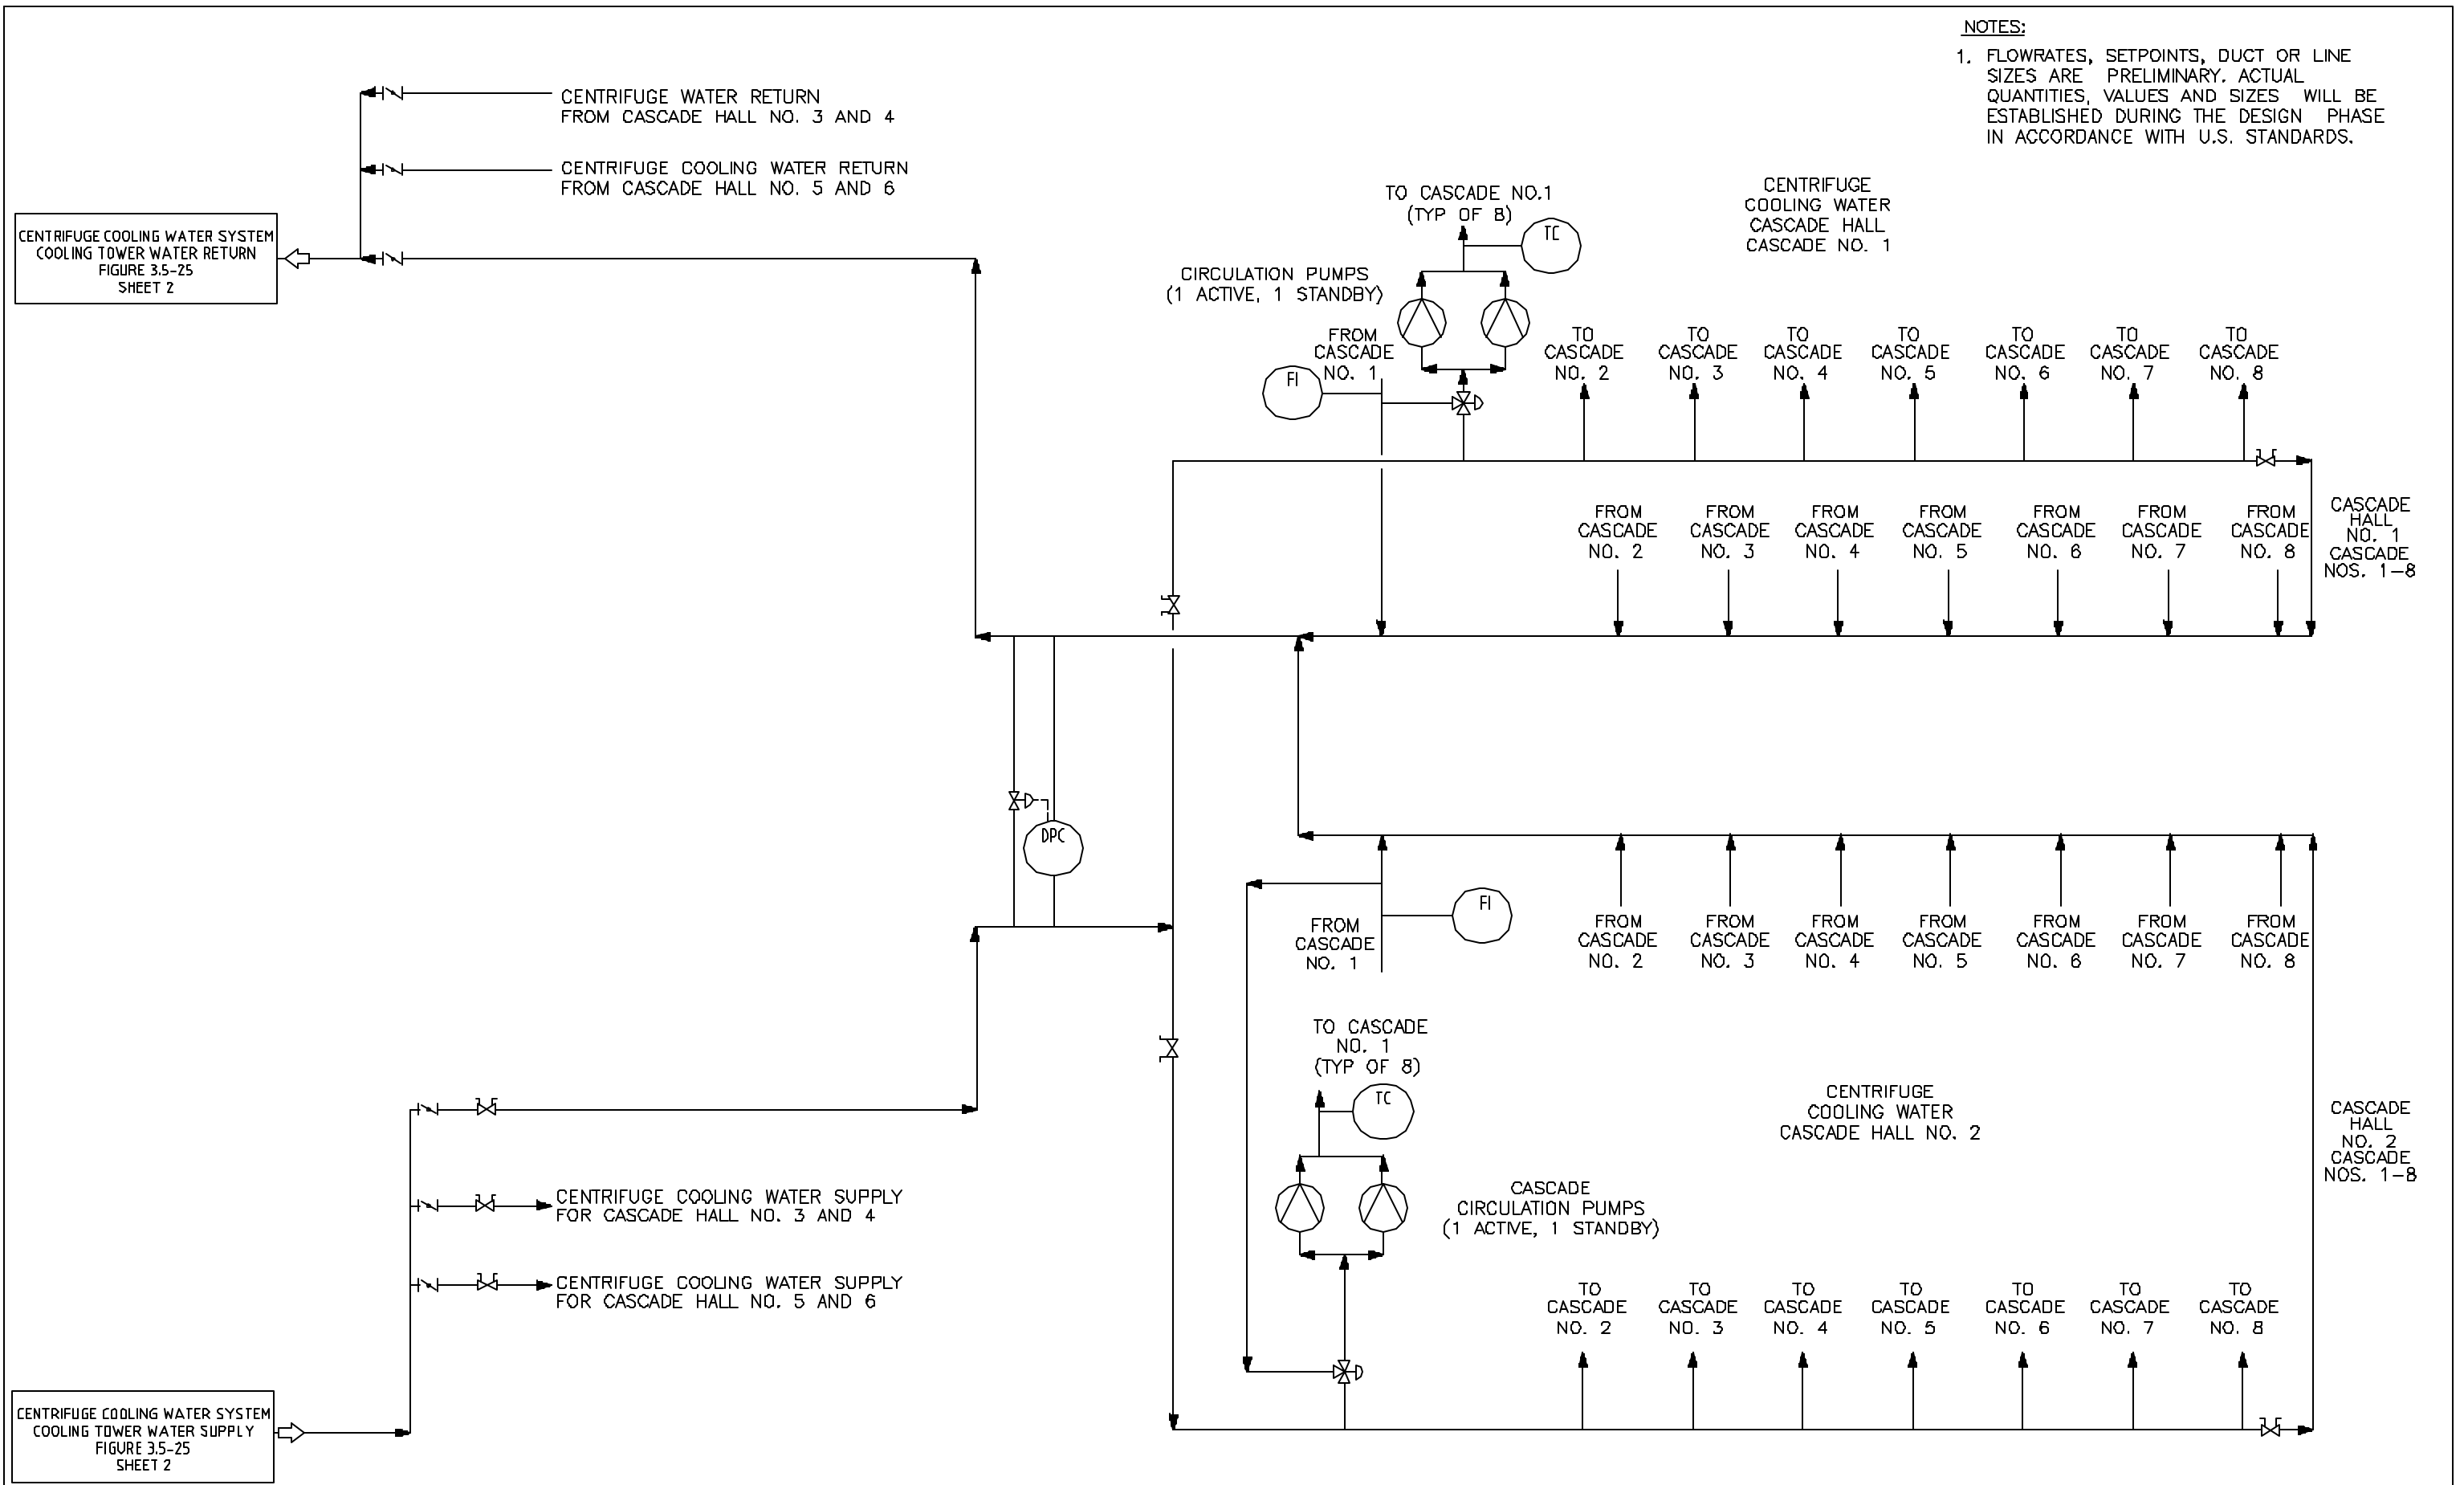 NOTES:
1. FLOWRATES, SETPOINTS, DUCT OR LINE
SIZES ARE PRELIMINARY. ACTUAL
QUANTITIES, VALUES AND SIZES WILL BE
ESTABLISHED DURING THE DESIGN PHASE
IN ACCORDANCE WITH U.S. STANDARDS.
CENTRIFUGE WATER RETURN
FROM CASCADE HALL NO. 3 AND 4
CENTRIFUGE COOLING WATER RETURN
FROM CASCADE HALL NO. 5 AND 6
CENTRIFUGE COOLING WATER SYSTEM
COOLING TOWER WATER RETURN
FIGURE 3.5-25
SHEET 2
TO CASCADE NO.1
(TYP OF 8)
TC
CENTRIFUGE
COOLING WATER
CASCADE HALL
CASCADE NO. 1
CIRCULATION PUMPS
(1 ACTIVE, 1 STANDBY)
FROM
CASCADE
NO. 1
FI
TO
CASCADE
NO. 2
TO
CASCADE
NO. 3
TO
CASCADE
NO. 4
TO
CASCADE
NO. 5
TO
CASCADE
NO. 6
TO
CASCADE
NO. 7
TO
CASCADE
NO. 8
FROM
CASCADE
NO. 2
FROM
CASCADE
NO. 3
FROM
CASCADE
NO. 4
FROM
CASCADE
NO. 5
FROM
CASCADE
NO. 6
FROM
CASCADE
NO. 7
FROM
CASCADE
NO. 8
CASCADE
HALL
NO. 1
CASCADE
NOS. 1-8
DPC
FROM
CASCADE
NO. 1
FI
FROM
CASCADE
NO. 2
FROM
CASCADE
NO. 3
FROM
CASCADE
NO. 4
FROM
CASCADE
NO. 5
FROM
CASCADE
NO. 6
FROM
CASCADE
NO. 7
FROM
CASCADE
NO. 8
TO CASCADE
NO. 1
(TYP OF 8)
TC
CENTRIFUGE
COOLING WATER
CASCADE HALL NO. 2
CASCADE
HALL
NO. 2
CASCADE
NOS. 1-8
CASCADE
CIRCULATION PUMPS
(1 ACTIVE, 1 STANDBY)
CENTRIFUGE COOLING WATER SUPPLY
FOR CASCADE HALL NO. 3 AND 4
CENTRIFUGE COOLING WATER SUPPLY
FOR CASCADE HALL NO. 5 AND 6
TO
CASCADE
NO. 2
TO
CASCADE
NO. 3
TO
CASCADE
NO. 4
TO
CASCADE
NO. 5
TO
CASCADE
NO. 6
TO
CASCADE
NO. 7
TO
CASCADE
NO. 8
CENTRIFUGE COOLING WATER SYSTEM
COOLING TOWER WATER SUPPLY
FIGURE 3.5-25
SHEET 2